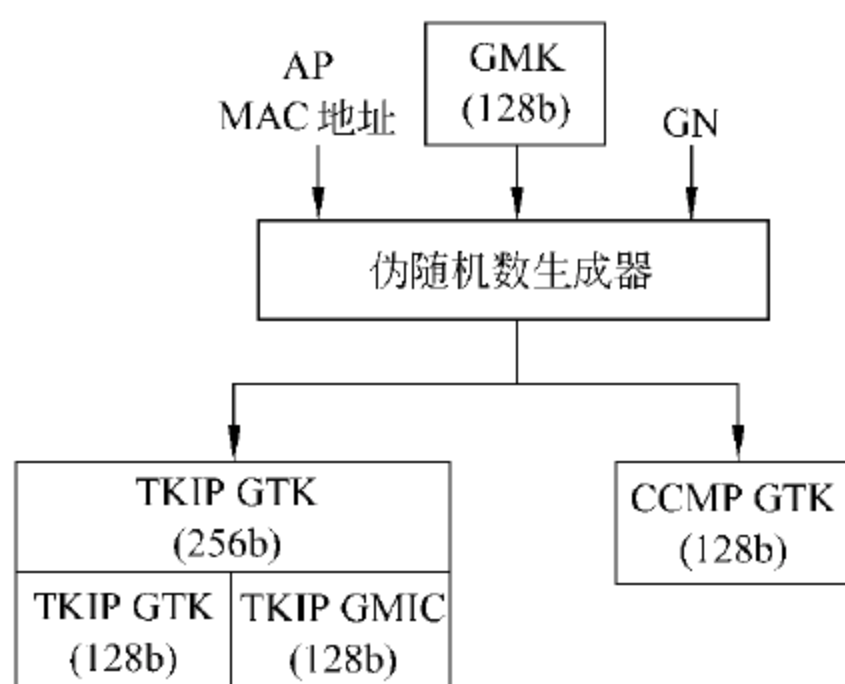 AP
MAC 地址
GMK
(128b)
GN
伪随机数生成器
TKIP GTK
(256b)
TKIP GTK
(128b)
TKIP GMIC
(128b)
CCMP GTK
(128b)